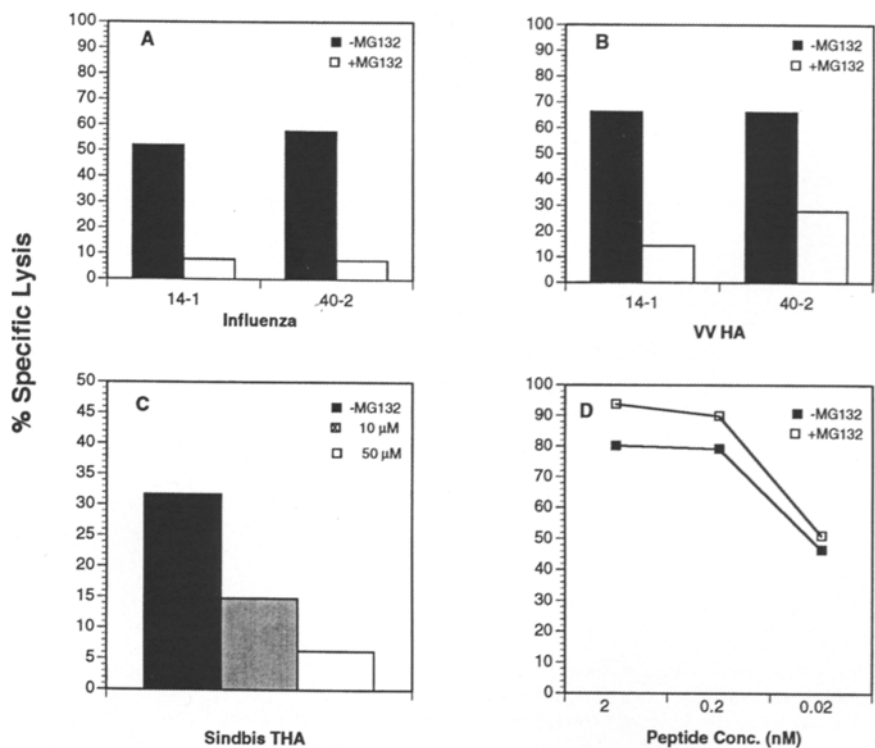 % Specific Lysis
A
-MG132
+MG132
100
90
80
70
60
50
40
30
20
10
0
14-1
40-2
Influenza
B
-MG132
+MG132
100
90
80
70
60
50
40
30
20
10
0
14-1
40-2
VV HA
C
-MG132
10 µM
50 µM
50
45
40
35
30
25
20
15
10
5
0
Sindbis THA
D
-MG132
+MG132
100
90
80
70
60
50
40
30
20
10
0
2
0.2
0.02
Peptide Conc. (nM)